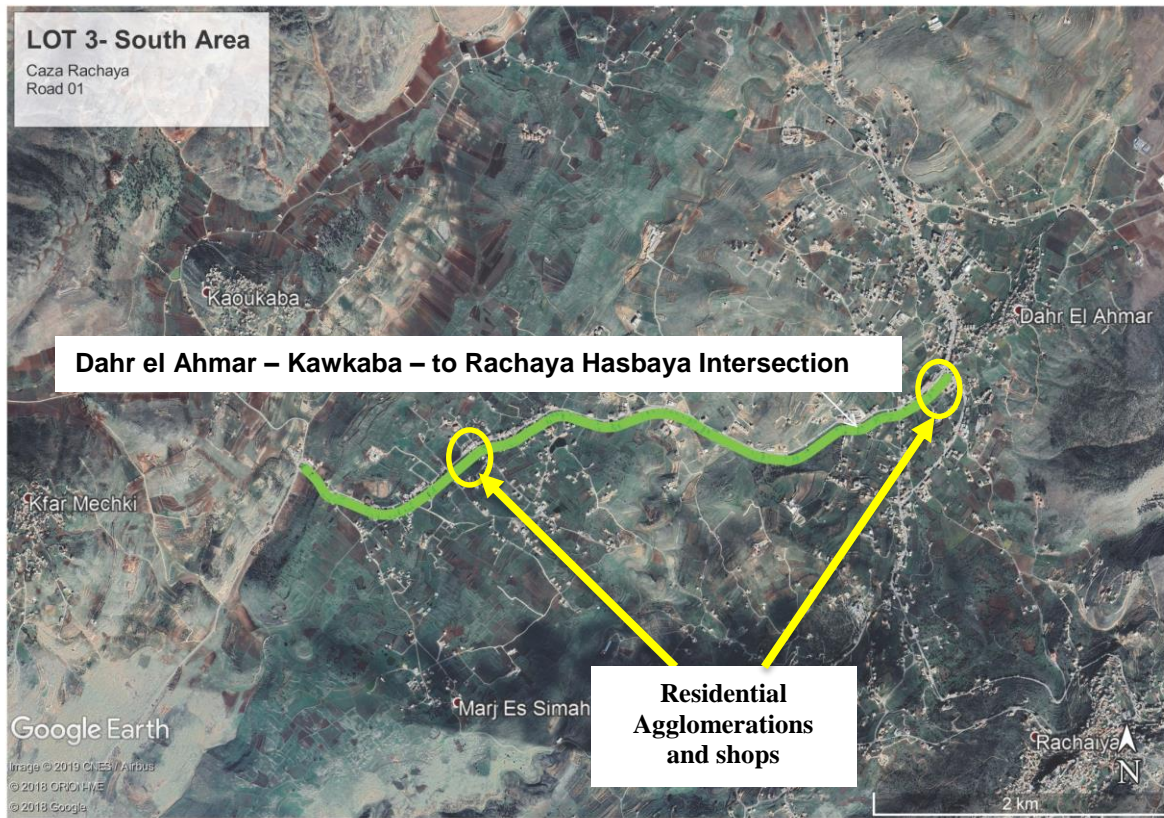 LOT 3- South Area
Caza Rachaya
Road 01
Kaoukaba
Dahr El Ahmar
Dahr el Ahmar – Kawkaba – to Rachaya Hasbaya Intersection
Kfar Mechki
Marj Es Simah
Residential
Agglomerations
and shops
Rachaiya
N
Google Earth
Image © 2019 CNES / Airbus
© 2018 ORION-ME
© 2018 Google
2 km